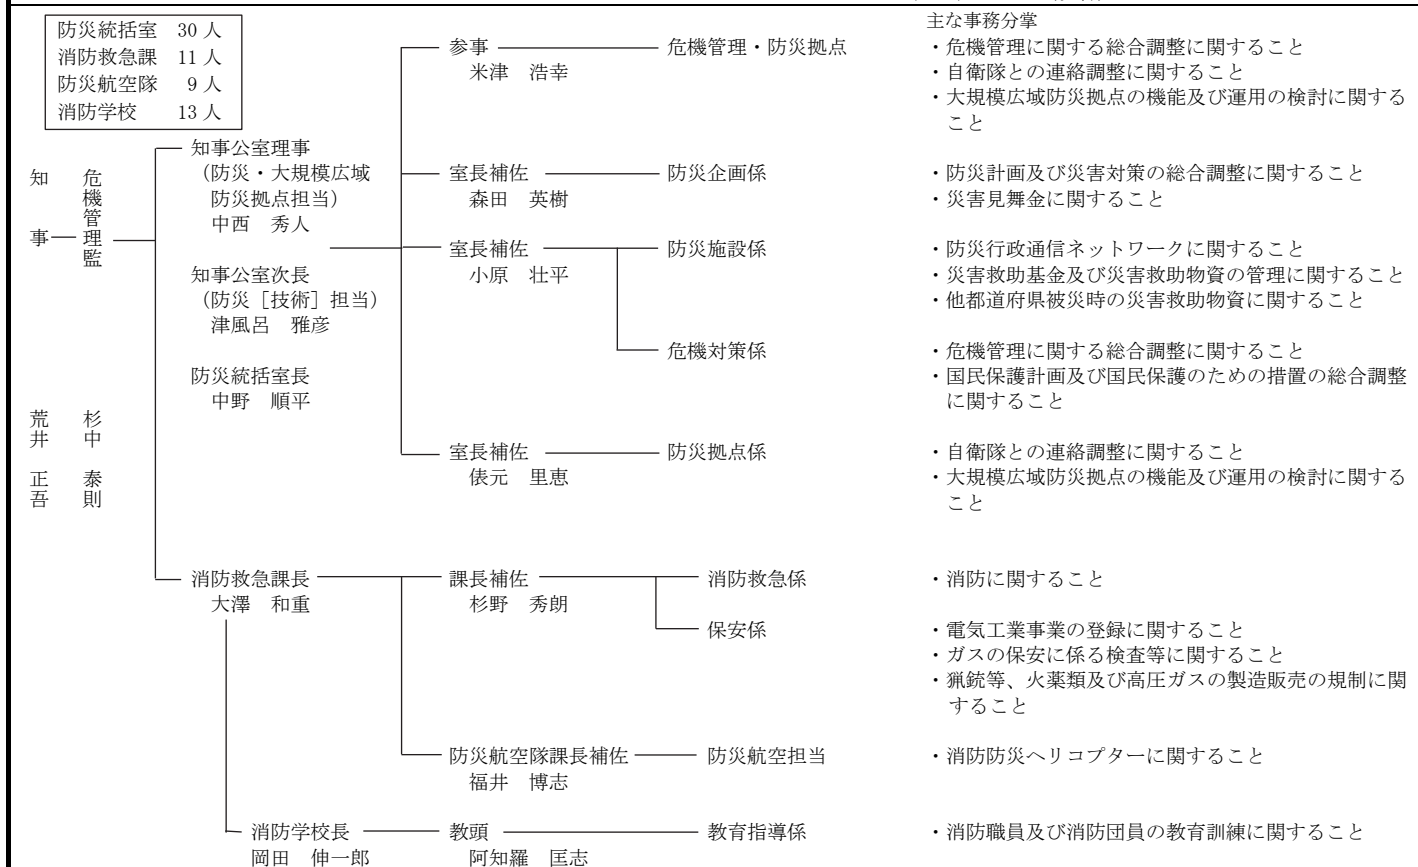 防災統括室 30人
消防救急課 11人
防災航空隊 9人
消防学校 13人
知事
荒井 正吾
危機管理監
杉中 泰則
知事公室理事
(防災・大規模広域
防災拠点担当)
中西 秀人
知事公室次長
(防災[技術]担当)
津風呂 雅彦
防災統括室長
中野 順平
主な事務分掌
参事 危機管理・防災拠点
米津 浩幸
・危機管理に関する総合調整に関すること
・自衛隊との連絡調整に関すること
・大規模広域防災拠点の機能及び運用の検討に関する
こと
室長補佐 防災企画係
森田 英樹
・防災計画及び災害対策の総合調整に関すること
・災害見舞金に関すること
室長補佐 防災施設係
小原 壮平
・防災行政通信ネットワークに関すること
・災害救助基金及び災害救助物資の管理に関すること
・他都道府県被災時の災害救助物資に関すること
危機対策係
・危機管理に関する総合調整に関すること
・国民保護計画及び国民保護のための措置の総合調整
に関すること
室長補佐 防災拠点係
俵元 里恵
・自衛隊との連絡調整に関すること
・大規模広域防災拠点の機能及び運用の検討に関する
こと
消防救急課長
大澤 和重
課長補佐 消防救急係
杉野 秀朗
・消防に関すること
保安係
・電気工業事業の登録に関すること
・ガスの保安に係る検査等に関すること
・猟銃等、火薬類及び高圧ガスの製造販売の規制に関
すること
防災航空隊課長補佐 防災航空担当
福井 博志
・消防防災ヘリコプターに関すること
消防学校長 教頭 教育指導係
岡田 伸一郎 阿知羅 匡志
・消防職員及び消防団員の教育訓練に関すること